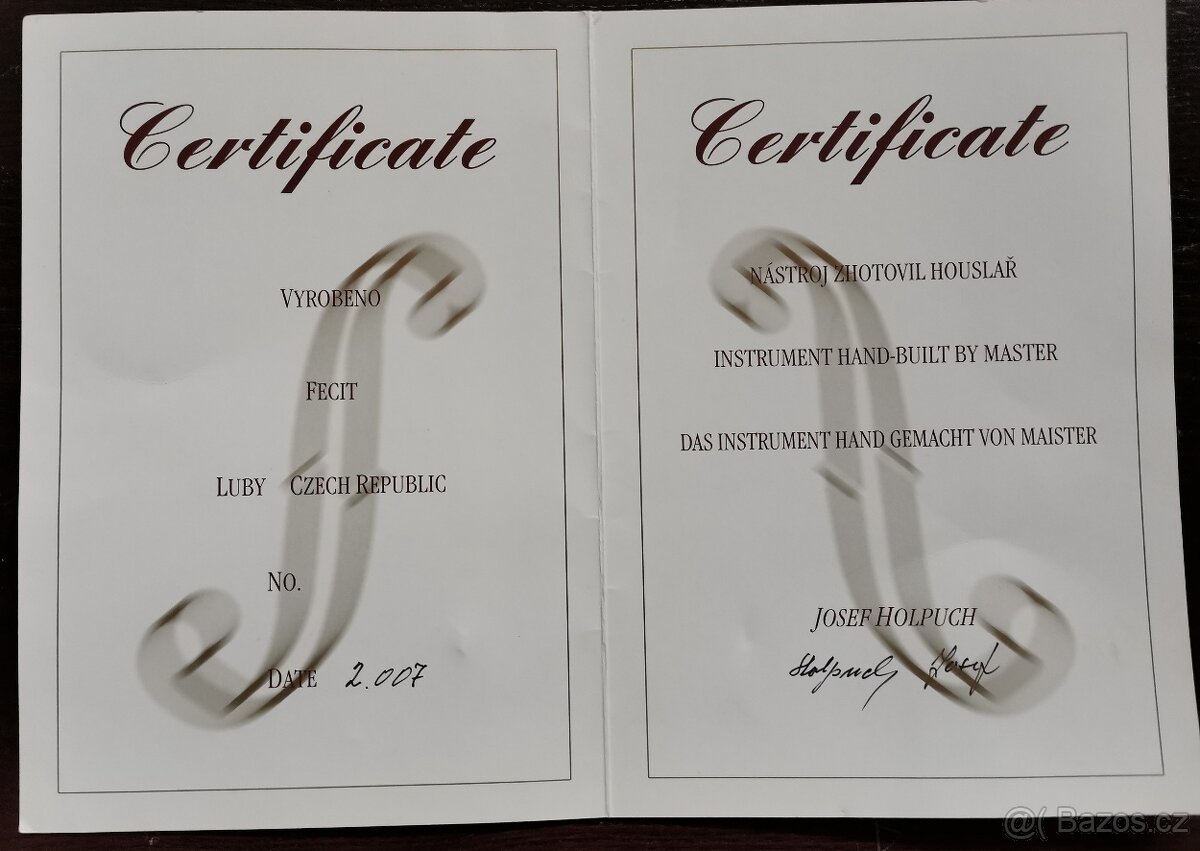 Certificate
VYROBENO
FECIT
LUBY CZECH REPUBLIC
NO.
DATE 2.007
Certificate
NÁSTROJ ZHOTOVIL HOUSLAŘ
INSTRUMENT HAND-BUILT BY MASTER
DAS INSTRUMENT HAND GEMACHT VON MAISTER
JOSEF HOLPUCH
Holpuch Josef
@( Bazos.cz